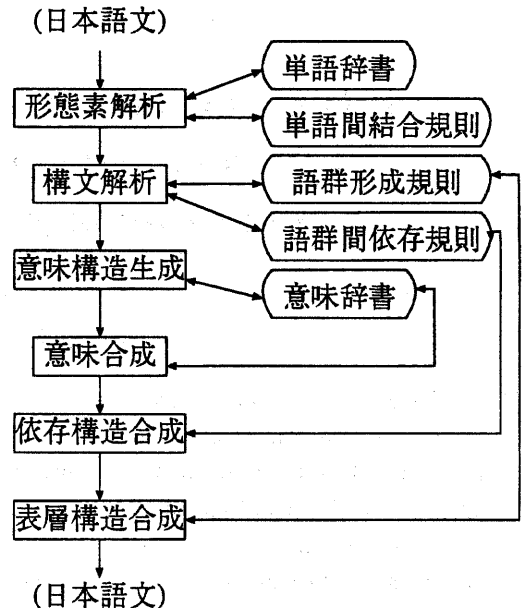 (日本語文)
単語辞書
形態素解析
単語間結合規則
構文解析
語群形成規則
語群間依存規則
意味構造生成
意味辞書
意味合成
依存構造合成
表層構造合成
(日本語文)